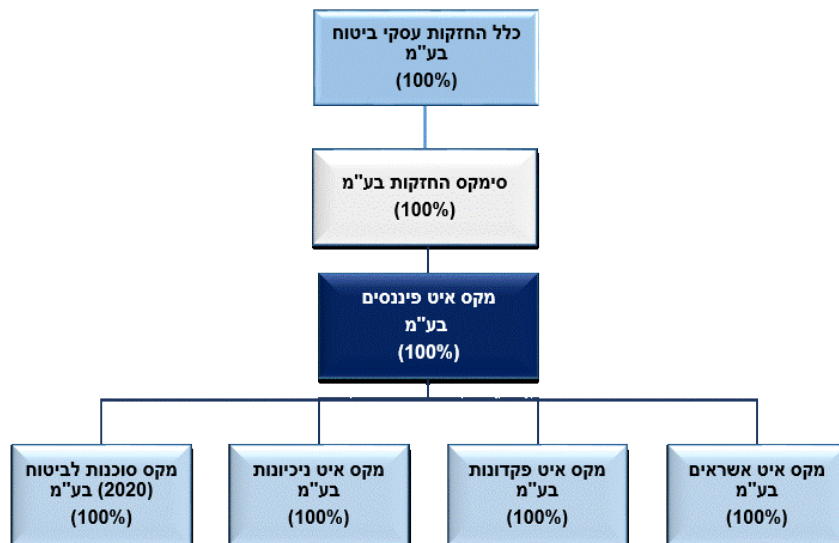 כלל החזקות עסקי ביטוח
בע"מ
(100%)
סימקס החזקות בע"מ
(100%)
מקס איט פיננסים
בע"מ
(100%)
מקס איט אשראים
בע"מ
(100%)
מקס איט פקדונות
בע"מ
(100%)
מקס איט ניכיונות
בע"מ
(100%)
מקס סוכנות לביטוח
(2020) בע"מ
(100%)